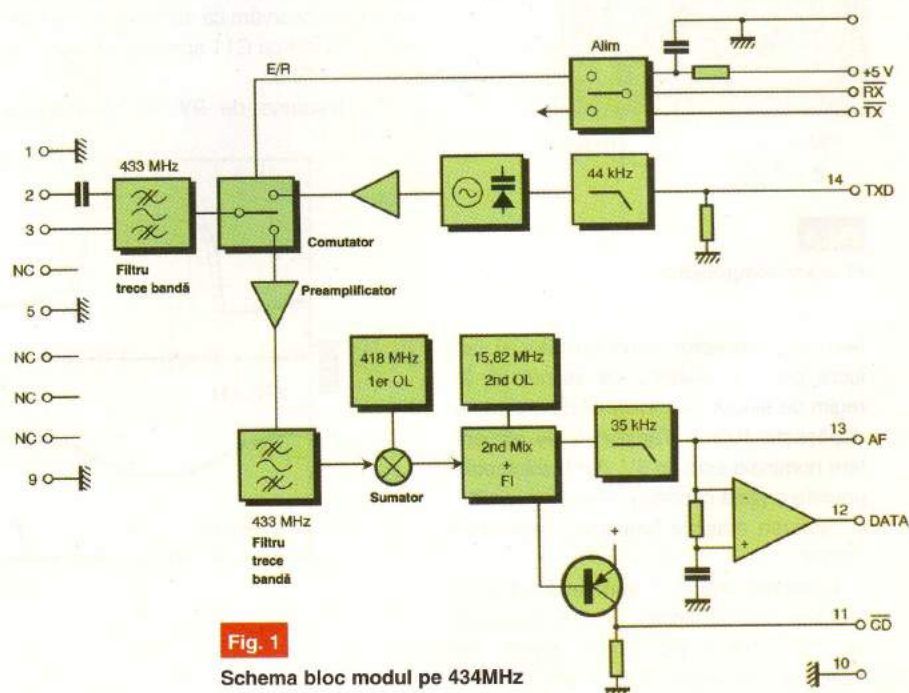 Alim
E/R
+5 V
RX
TX
1
433 MHz
2
44 kHz
14
TXD
3
Comutator
NC
Filtru
trece bandă
Preamplificator
5
NC
418 MHz
1er OL
15,82 MHz
2nd OL
NC
NC
2nd Mix
+
FI
35 kHz
13
AF
9
Sumator
12
DATA
+
433 MHz
Filtru
trece
bandă
+
11
CD
Fig. 1
10
Schema bloc modul pe 434MHz